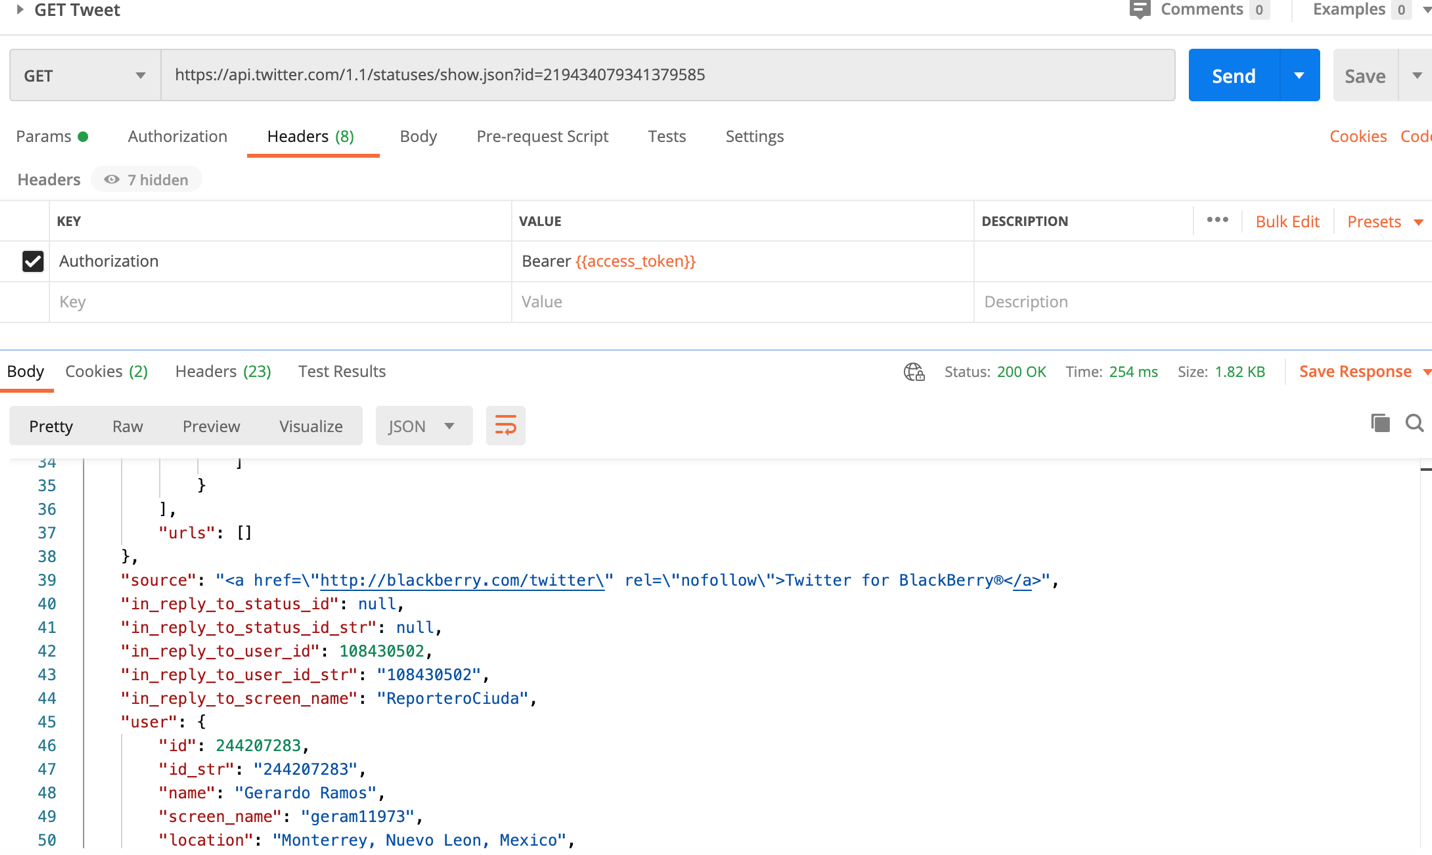 GET Tweet
Comments 0 Examples 0
GET https://api.twitter.com/1.1/statuses/show.json?id=219434079341379585 Send Save
Params Authorization Headers (8) Body Pre-request Script Tests Settings Cookies Code
Headers 7 hidden
KEY VALUE DESCRIPTION ••• Bulk Edit Presets
Authorization Bearer {{access_token}}
Key Value Description
Body Cookies (2) Headers (23) Test Results Status: 200 OK Time: 254 ms Size: 1.82 KB Save Response
Pretty Raw Preview Visualize JSON
34 ]
35 }
36 ],
37 "urls": []
38 },
39 "source": "<a href=\"http://blackberry.com/twitter\" rel=\"nofollow\">Twitter for BlackBerry®</a>",
40 "in_reply_to_status_id": null,
41 "in_reply_to_status_id_str": null,
42 "in_reply_to_user_id": 108430502,
43 "in_reply_to_user_id_str": "108430502",
44 "in_reply_to_screen_name": "ReporteroCiuda",
45 "user": {
46 "id": 244207283,
47 "id_str": "244207283",
48 "name": "Gerardo Ramos",
49 "screen_name": "geram11973",
50 "location": "Monterrey, Nuevo Leon, Mexico",